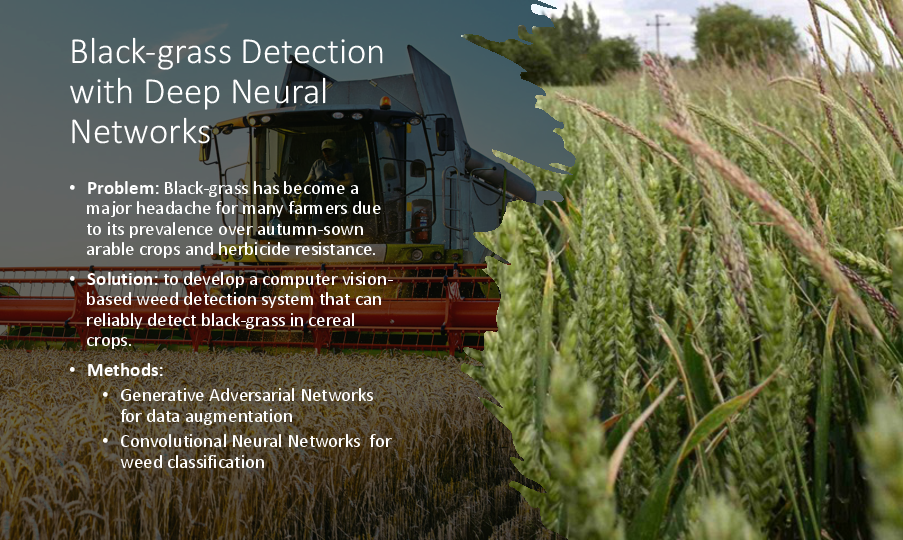 Black-grass Detection
with Deep Neural
Networks
• Problem: Black-grass has become a
major headache for many farmers due
to its prevalence over autumn-sown
arable crops and herbicide resistance.
• Solution: to develop a computer vision-
based weed detection system that can
reliably detect black-grass in cereal
crops.
• Methods:
• Generative Adversarial Networks
for data augmentation
• Convolutional Neural Networks for
weed classification